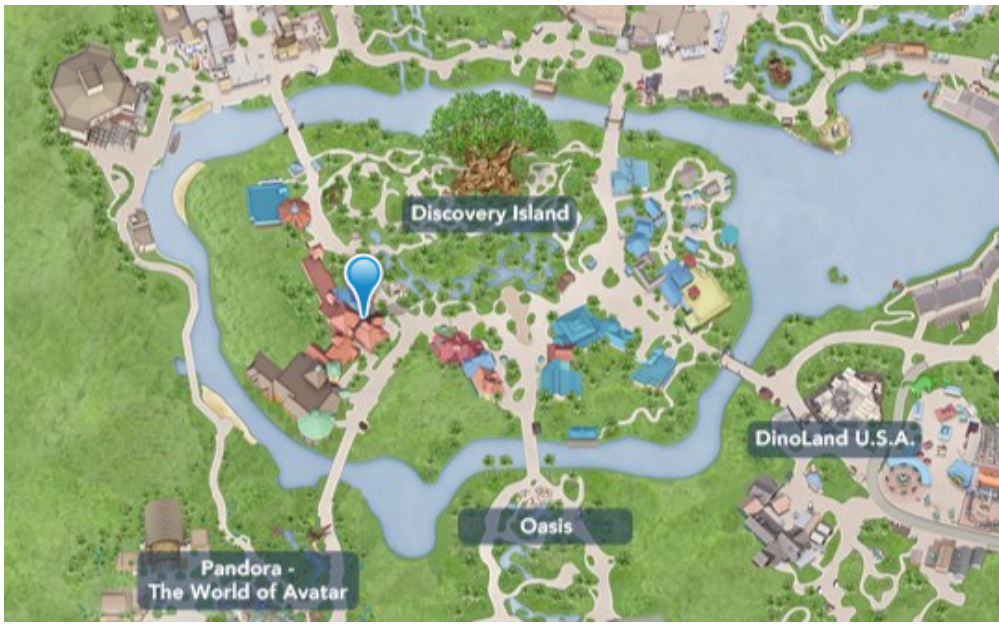 Discovery Island
DinoLand U.S.A.
Oasis
Pandora -
The World of Avatar